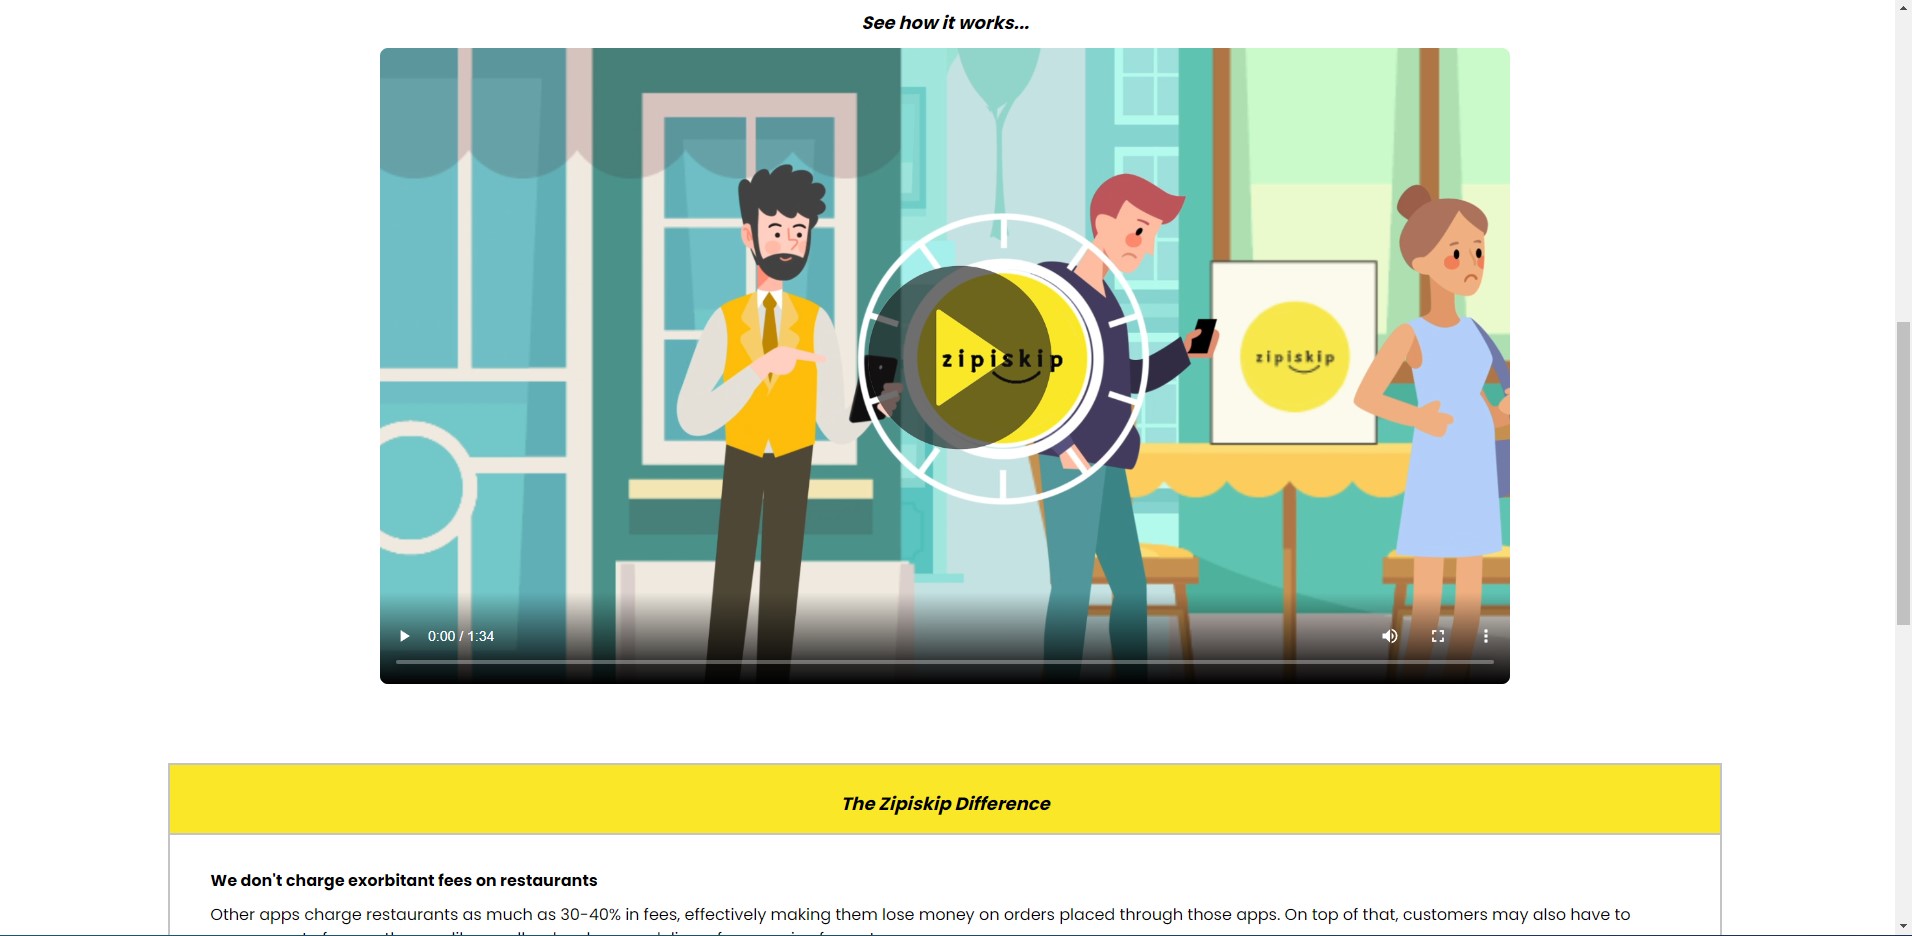 See how it works...
zipiskip
zipiskip
0:00 / 1:34
The Zipiskip Difference
We don't charge exorbitant fees on restaurants
Other apps charge restaurants as much as 30-40% in fees, effectively making them lose money on orders placed through those apps. On top of that, customers may also have to